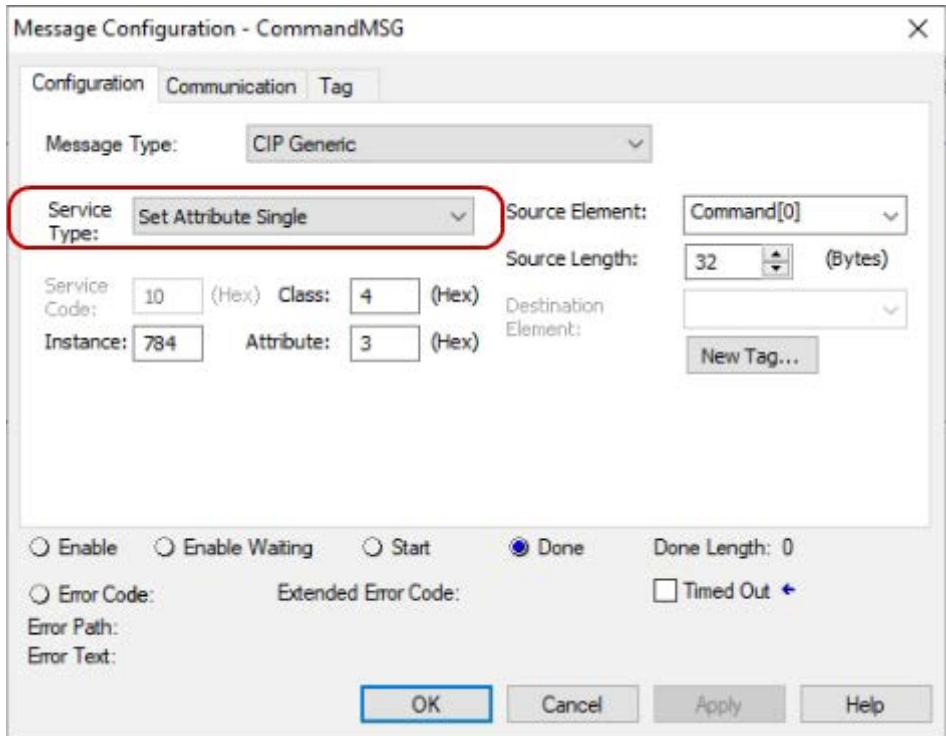 Message Configuration - CommandMSG
Configuration Communication Tag
Message Type: CIP Generic
Service Type: Set Attribute Single
Source Element: Command[0]
Source Length: 32 (Bytes)
Service Code: 10 (Hex) Class: 4 (Hex)
Destination Element:
Instance: 784 Attribute: 3 (Hex)
New Tag...
Enable Enable Waiting Start Done Done Length: 0
Error Code: Extended Error Code: Timed Out
Error Path:
Error Text:
OK Cancel Apply Help